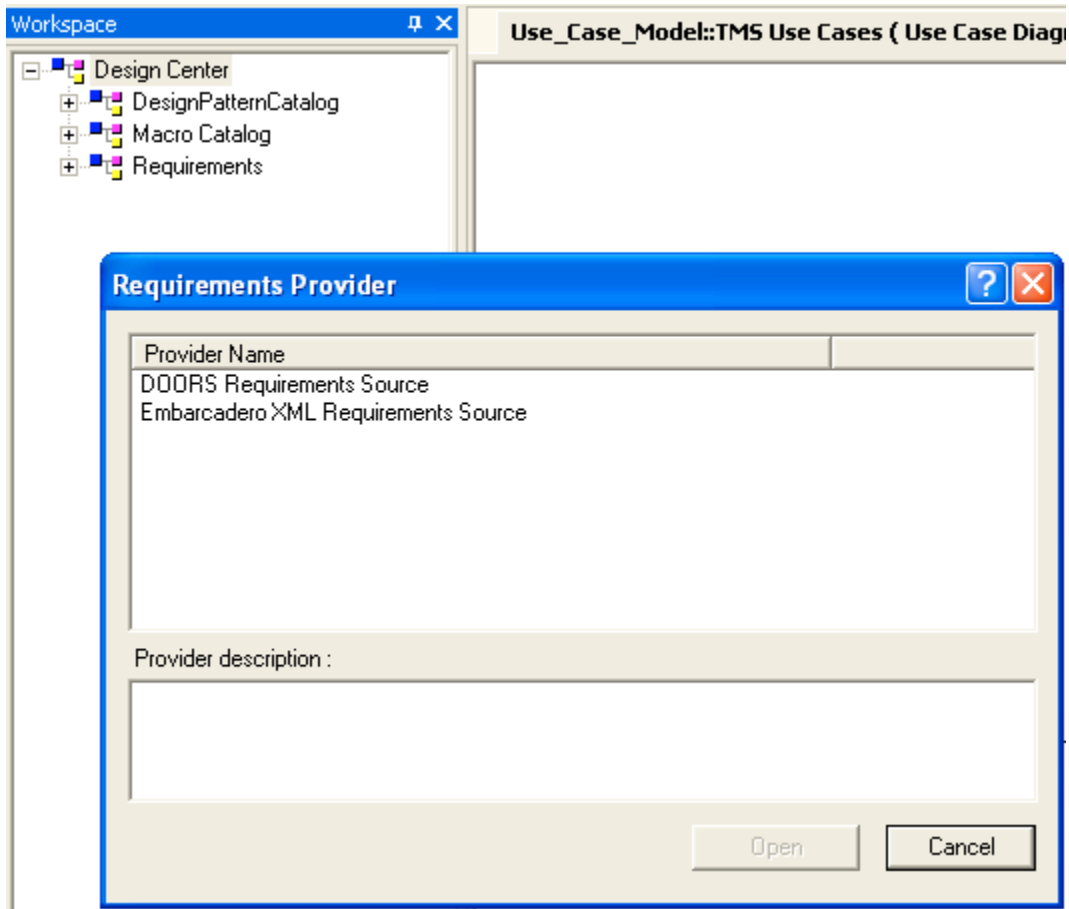 Workspace
Use_Case_Model::TMS Use Cases ( Use Case Diagr
Design Center
DesignPatternCatalog
Macro Catalog
Requirements
Requirements Provider
Provider Name
DOORS Requirements Source
Embarcadero XML Requirements Source
Provider description :
Open
Cancel